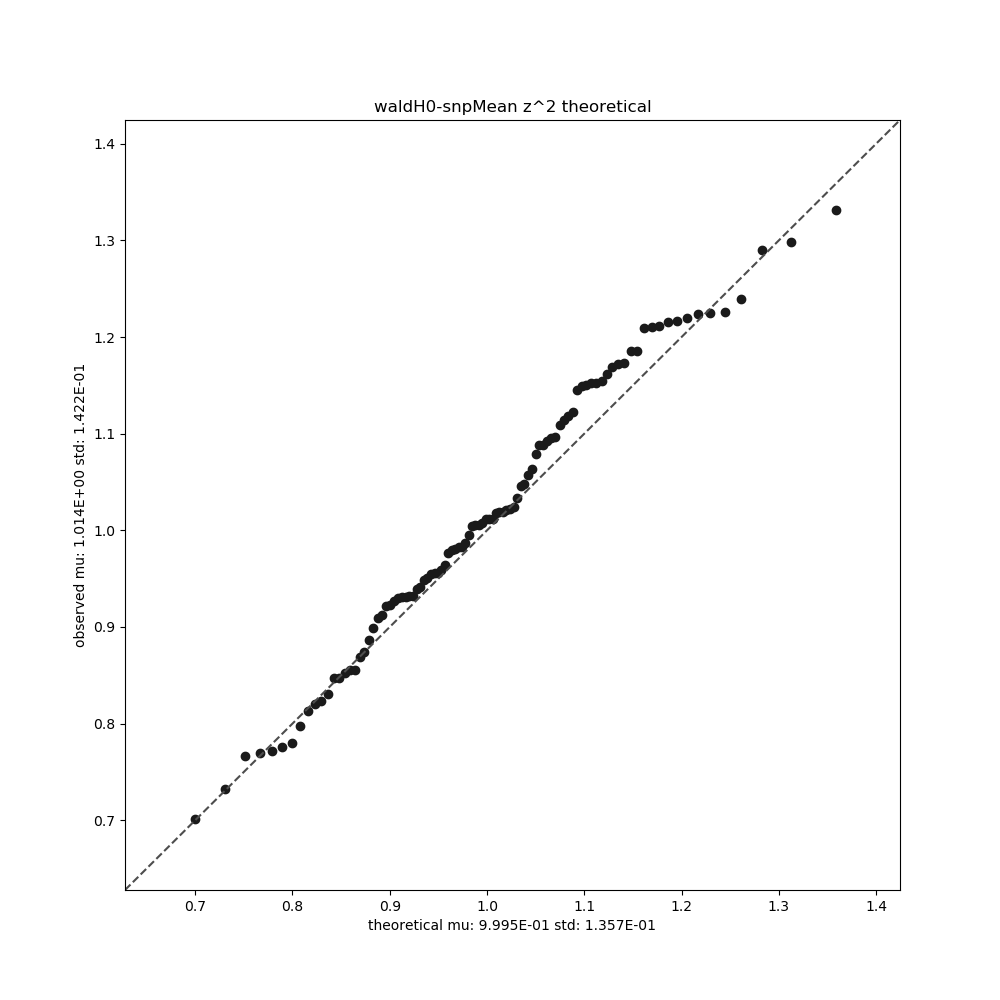 waldH0-snpMean z^2 theoretical
1.4
1.3
1.2
1.1
1.0
0.9
0.8
0.7
observed mu: 1.014E+00 std: 1.422E-01
0.7 0.8 0.9 1.0 1.1 1.2 1.3 1.4
theoretical mu: 9.995E-01 std: 1.357E-01